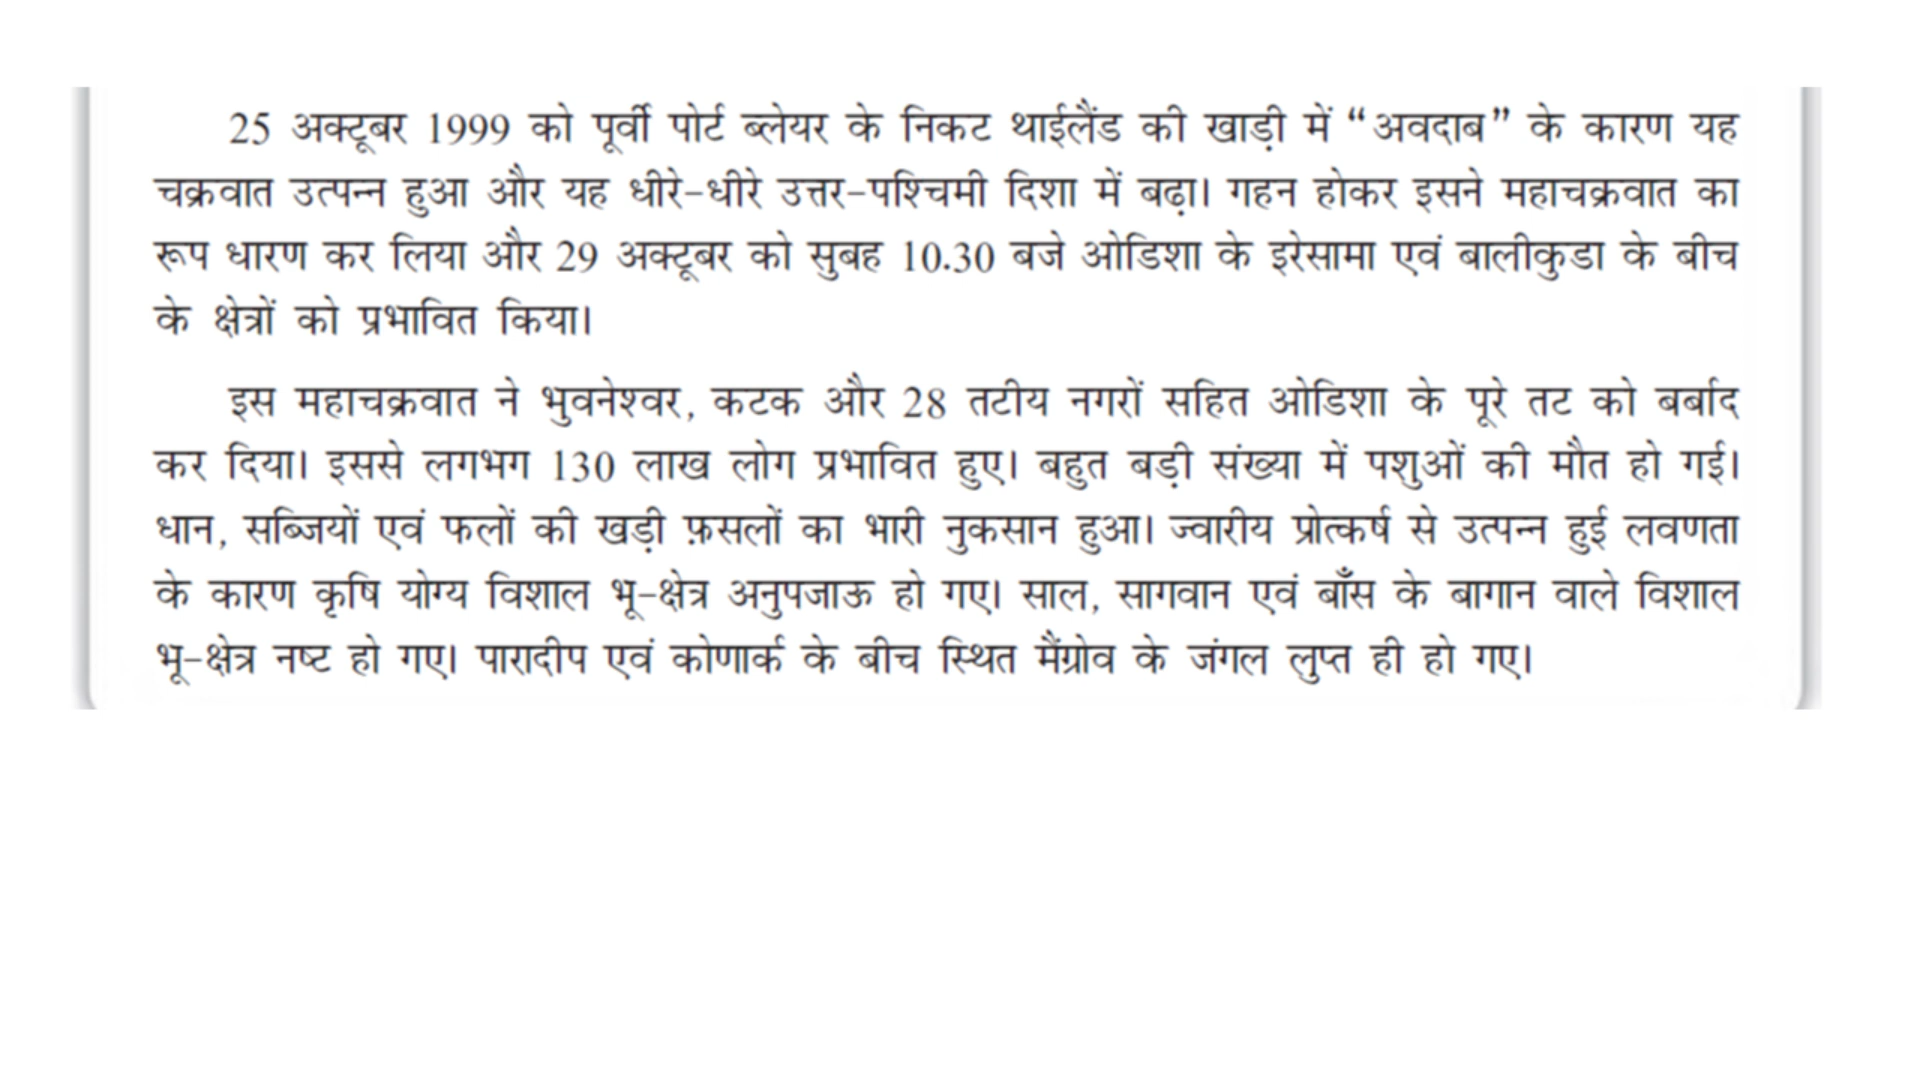 25 अक्टूबर 1999 को पूर्वी पोर्ट ब्लेयर के निकट थाईलैंड की खाड़ी में “अवदाब” के कारण यह
चक्रवात उत्पन्न हुआ और यह धीरे-धीरे उत्तर-पश्चिमी दिशा में बढ़ा। गहन होकर इसने महाचक्रवात का
रूप धारण कर लिया और 29 अक्टूबर को सुबह 10.30 बजे ओडिशा के इरेसामा एवं बालीकुडा के बीच
के क्षेत्रों को प्रभावित किया।
इस महाचक्रवात ने भुवनेश्वर, कटक और 28 तटीय नगरों सहित ओडिशा के पूरे तट को बर्बाद
कर दिया। इससे लगभग 130 लाख लोग प्रभावित हुए। बहुत बड़ी संख्या में पशुओं की मौत हो गई।
धान, सब्जियों एवं फलों की खड़ी फ़सलों का भारी नुकसान हुआ। ज्वारीय प्रोत्कर्ष से उत्पन्न हुई लवणता
के कारण कृषि योग्य विशाल भू-क्षेत्र अनुपजाऊ हो गए। साल, सागवान एवं बाँस के बागान वाले विशाल
भू-क्षेत्र नष्ट हो गए। पारादीप एवं कोणार्क के बीच स्थित मैंग्रोव के जंगल लुप्त ही हो गए।